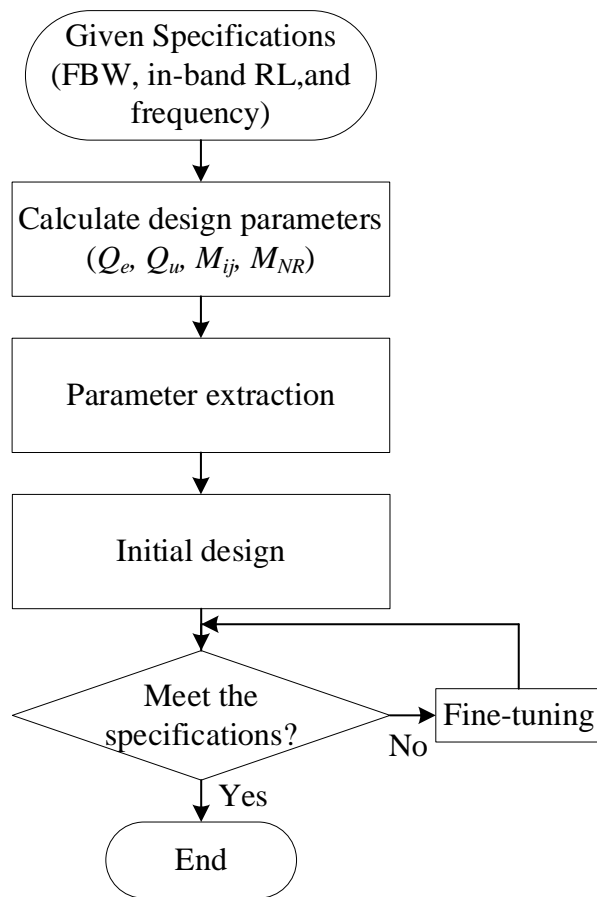 Given Specifications
(FBW, in-band RL,and
frequency)
Calculate design parameters
(Qe, Qu, Mij, MNR)
Parameter extraction
Initial design
Meet the
specifications?
No
Fine-tuning
Yes
End